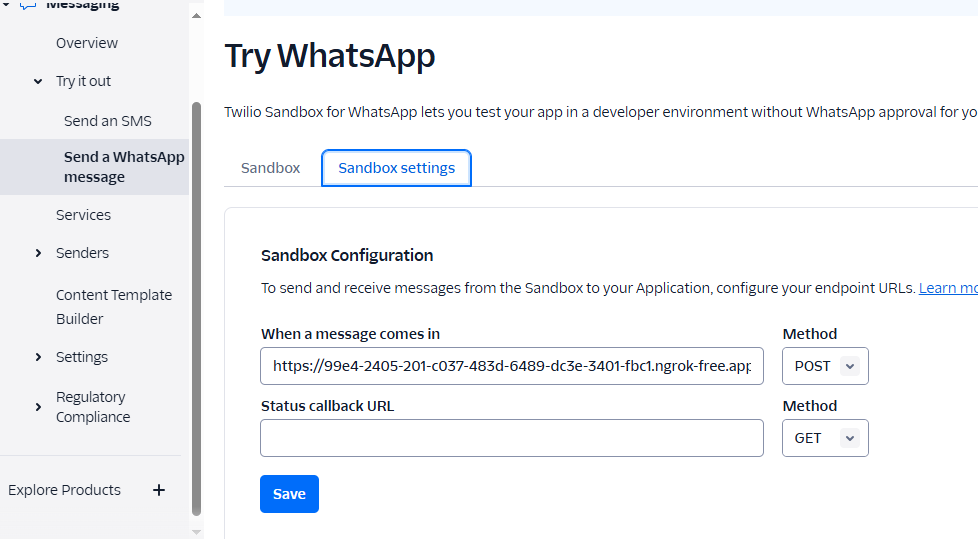 Messaging
Overview
Try it out
Send an SMS
Send a WhatsApp
message
Services
Senders
Content Template
Builder
Settings
Regulatory
Compliance
Explore Products +
Try WhatsApp
Twilio Sandbox for WhatsApp lets you test your app in a developer environment without WhatsApp approval for yo
Sandbox Sandbox settings
Sandbox Configuration
To send and receive messages from the Sandbox to your Application, configure your endpoint URLs. Learn mo
When a message comes in Method
https://99e4-2405-201-c037-483d-6489-dc3e-3401-fbc1.ngrok-free.app POST
Status callback URL Method
GET
Save